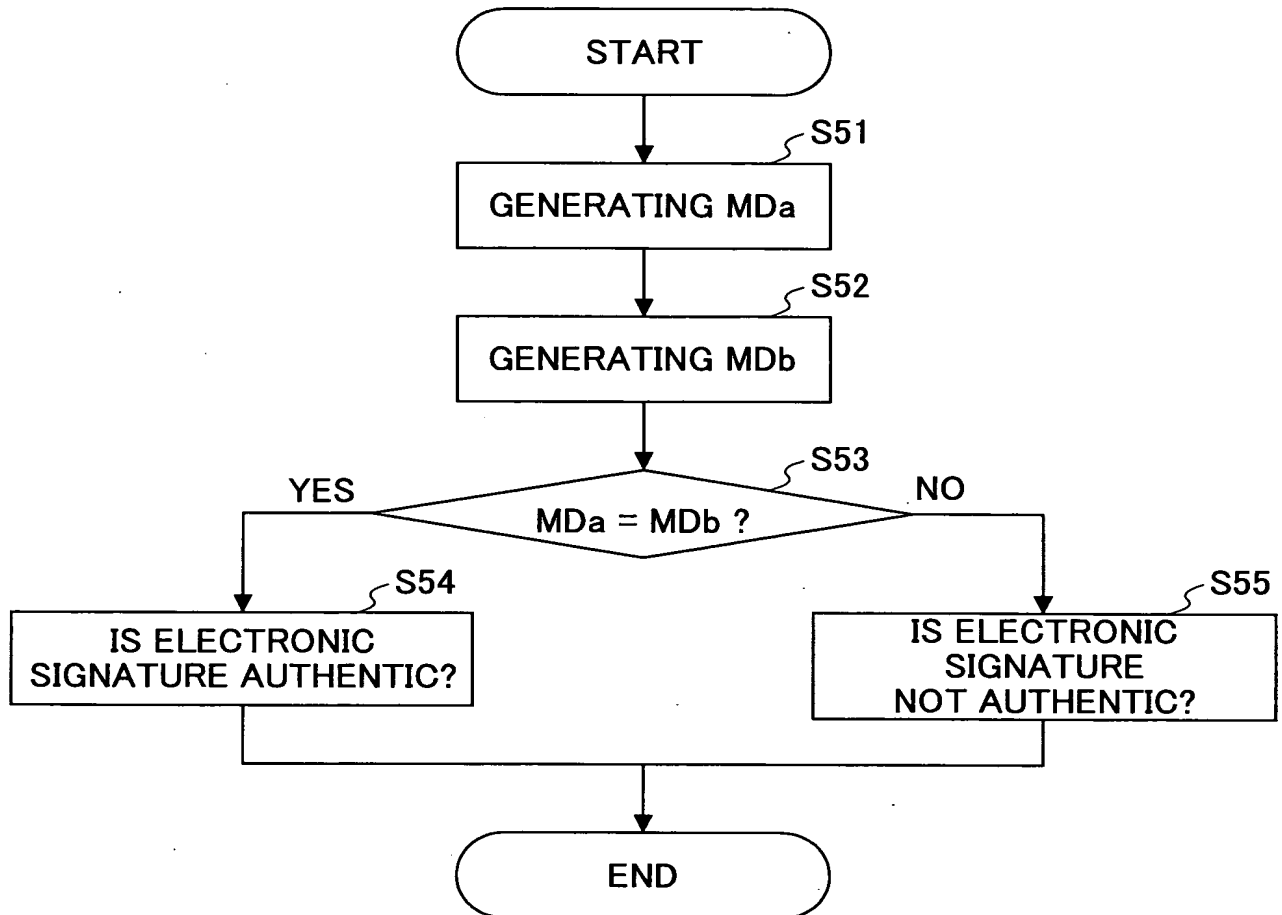 START
S51
GENERATING MDa
S52
GENERATING MDb
S53
YES
NO
MDa = MDb ?
S54
IS ELECTRONIC
SIGNATURE AUTHENTIC?
S55
IS ELECTRONIC
SIGNATURE
NOT AUTHENTIC?
END